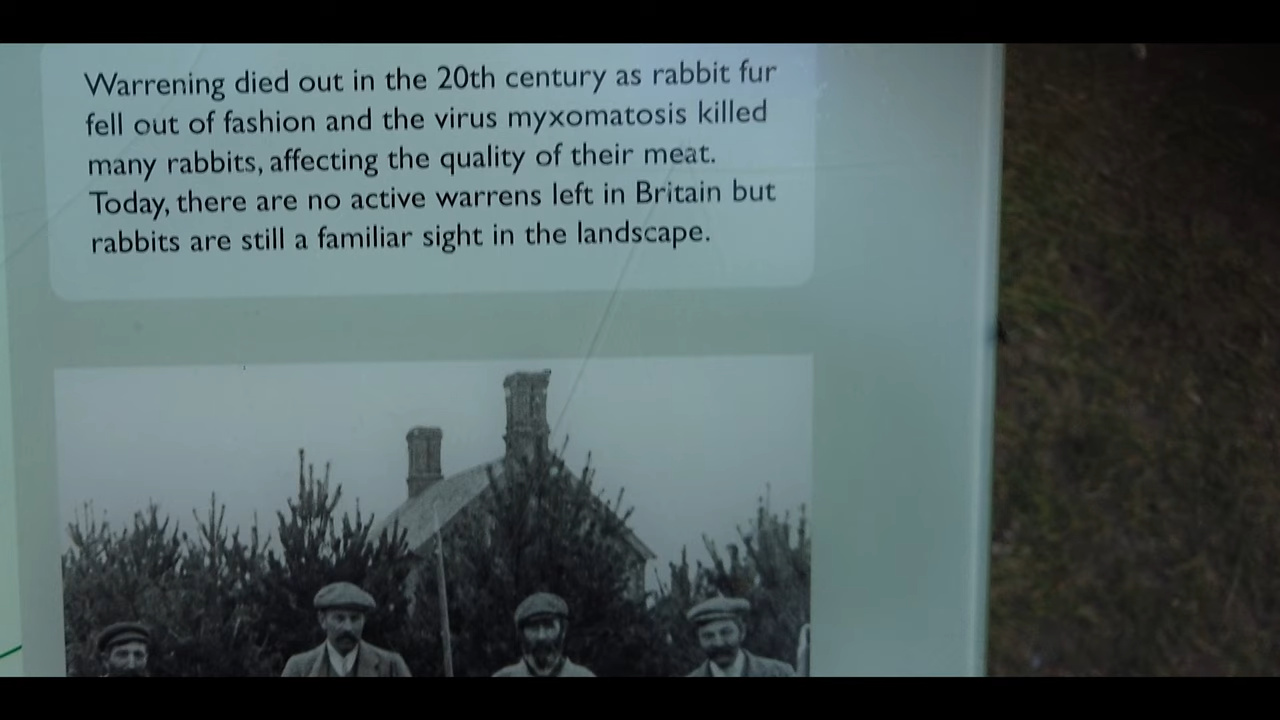 Warrening died out in the 20th century as rabbit fur
fell out of fashion and the virus myxomatosis killed
many rabbits, affecting the quality of their meat.
Today, there are no active warrens left in Britain but
rabbits are still a familiar sight in the landscape.